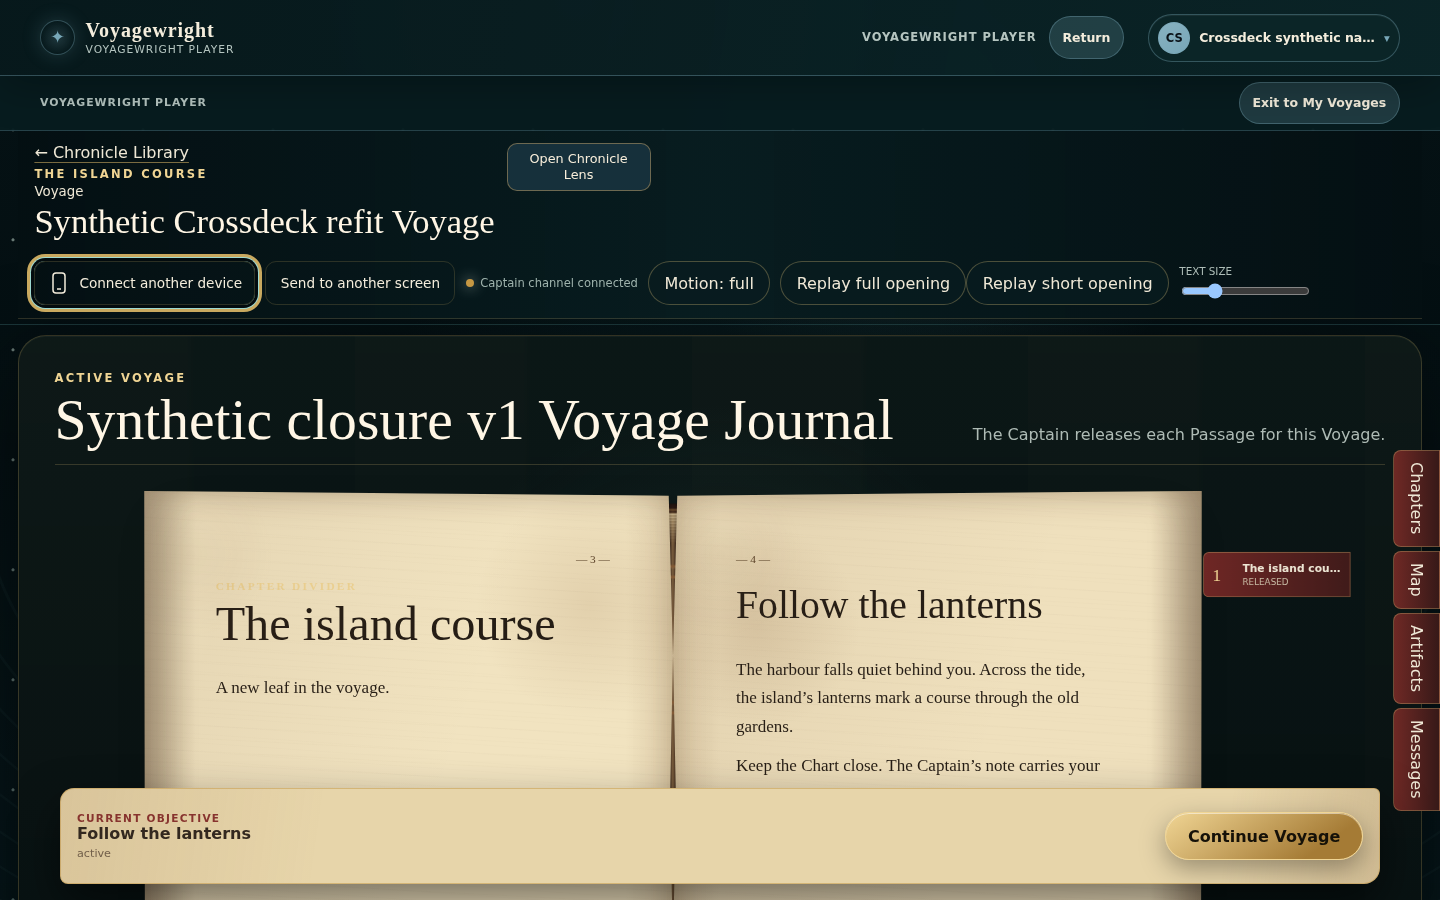 ✦
Voyagewright
VOYAGEWRIGHT PLAYER
VOYAGEWRIGHT PLAYER
Return
CS
Crossdeck synthetic na… ▾
VOYAGEWRIGHT PLAYER
Exit to My Voyages
← Chronicle Library
THE ISLAND COURSE
Voyage
Synthetic Crossdeck refit Voyage
Open Chronicle
Lens
Connect another device
Send to another screen
Captain channel connected
Motion: full
Replay full opening
Replay short opening
TEXT SIZE
ACTIVE VOYAGE
Synthetic closure v1 Voyage Journal
The Captain releases each Passage for this Voyage.
— 3 —
CHAPTER DIVIDER
The island course
A new leaf in the voyage.
— 4 —
Follow the lanterns
The harbour falls quiet behind you. Across the tide,
the island’s lanterns mark a course through the old
gardens.
Keep the Chart close. The Captain’s note carries your
1
The island cou…
RELEASED
Chapters
Map
Artifacts
Messages
CURRENT OBJECTIVE
Follow the lanterns
active
Continue Voyage